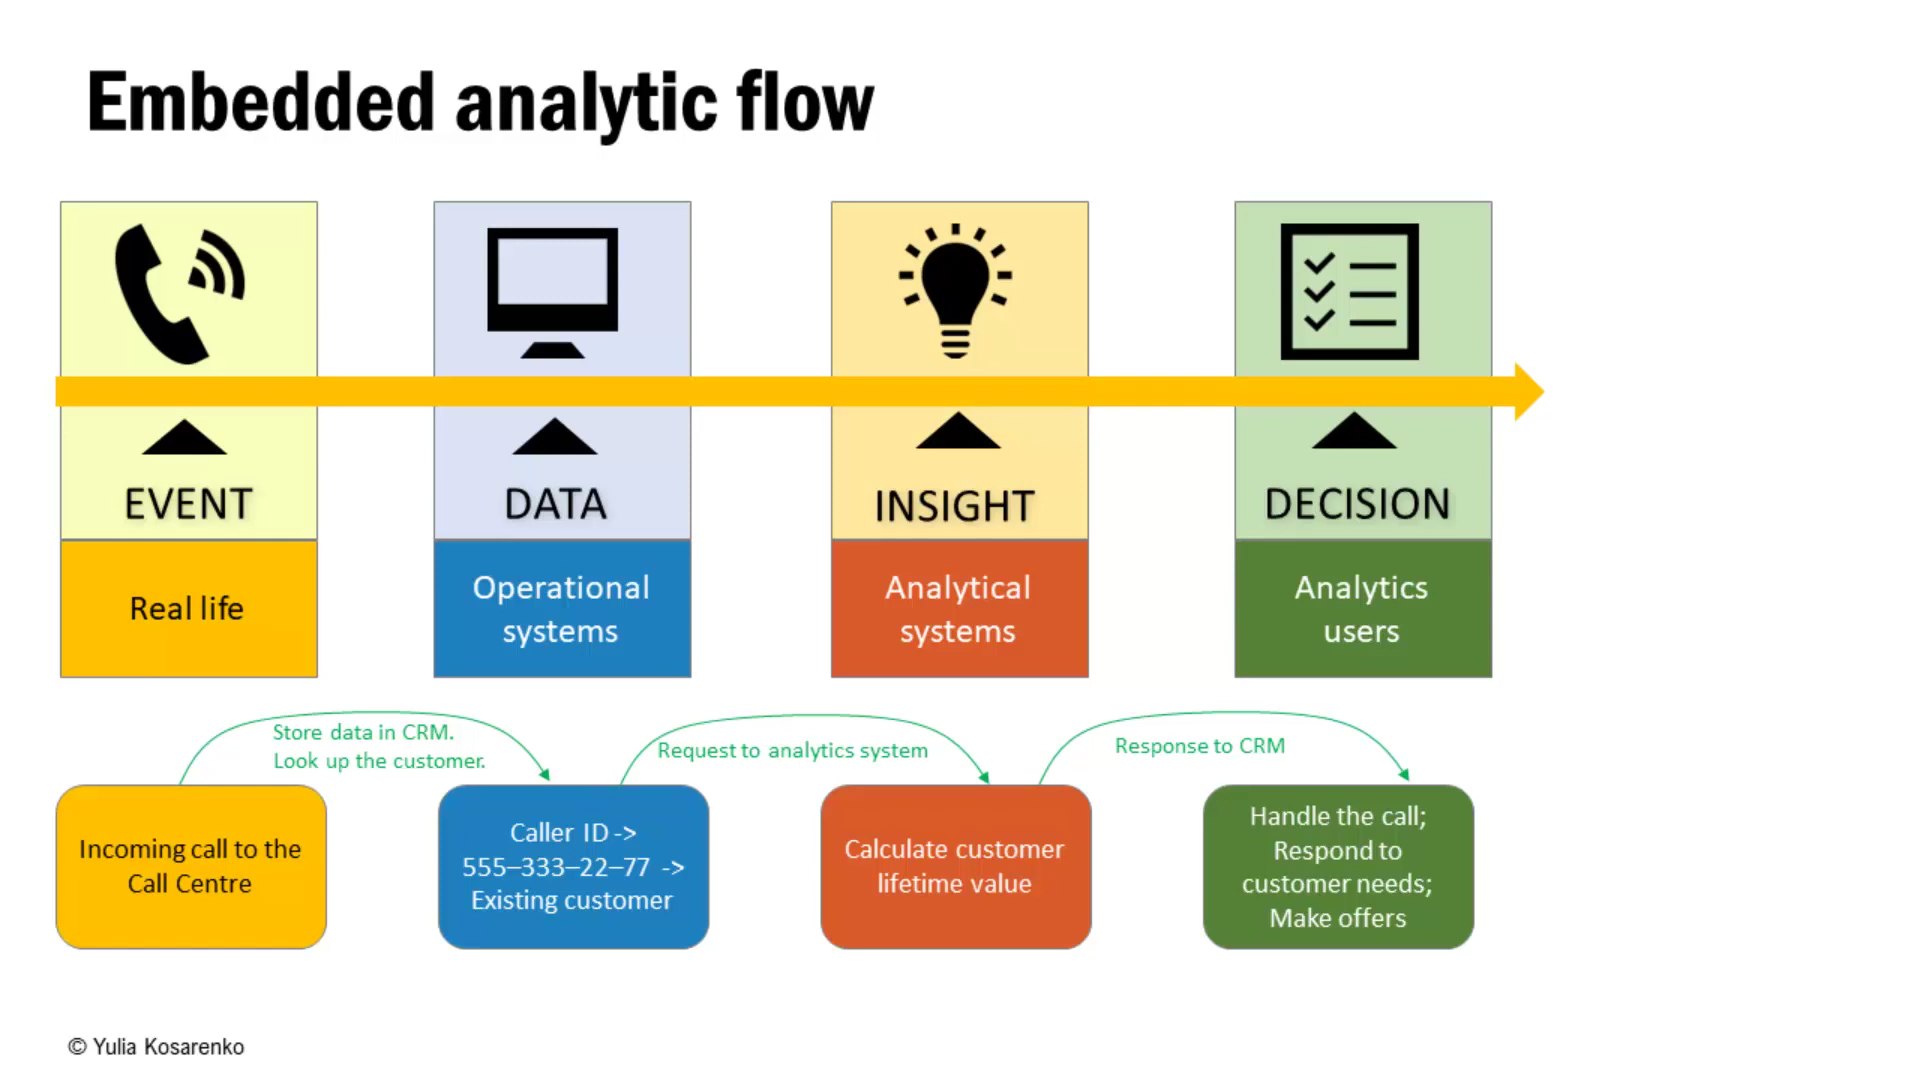 Embedded analytic flow
EVENT
DATA
INSIGHT
DECISION
Real life
Operational
systems
Analytical
systems
Analytics
users
Store data in CRM.
Look up the customer.
Request to analytics system
Response to CRM
Incoming call to the
Call Centre
Caller ID ->
555–333–22–77 ->
Existing customer
Calculate customer
lifetime value
Handle the call;
Respond to
customer needs;
Make offers
© Yulia Kosarenko